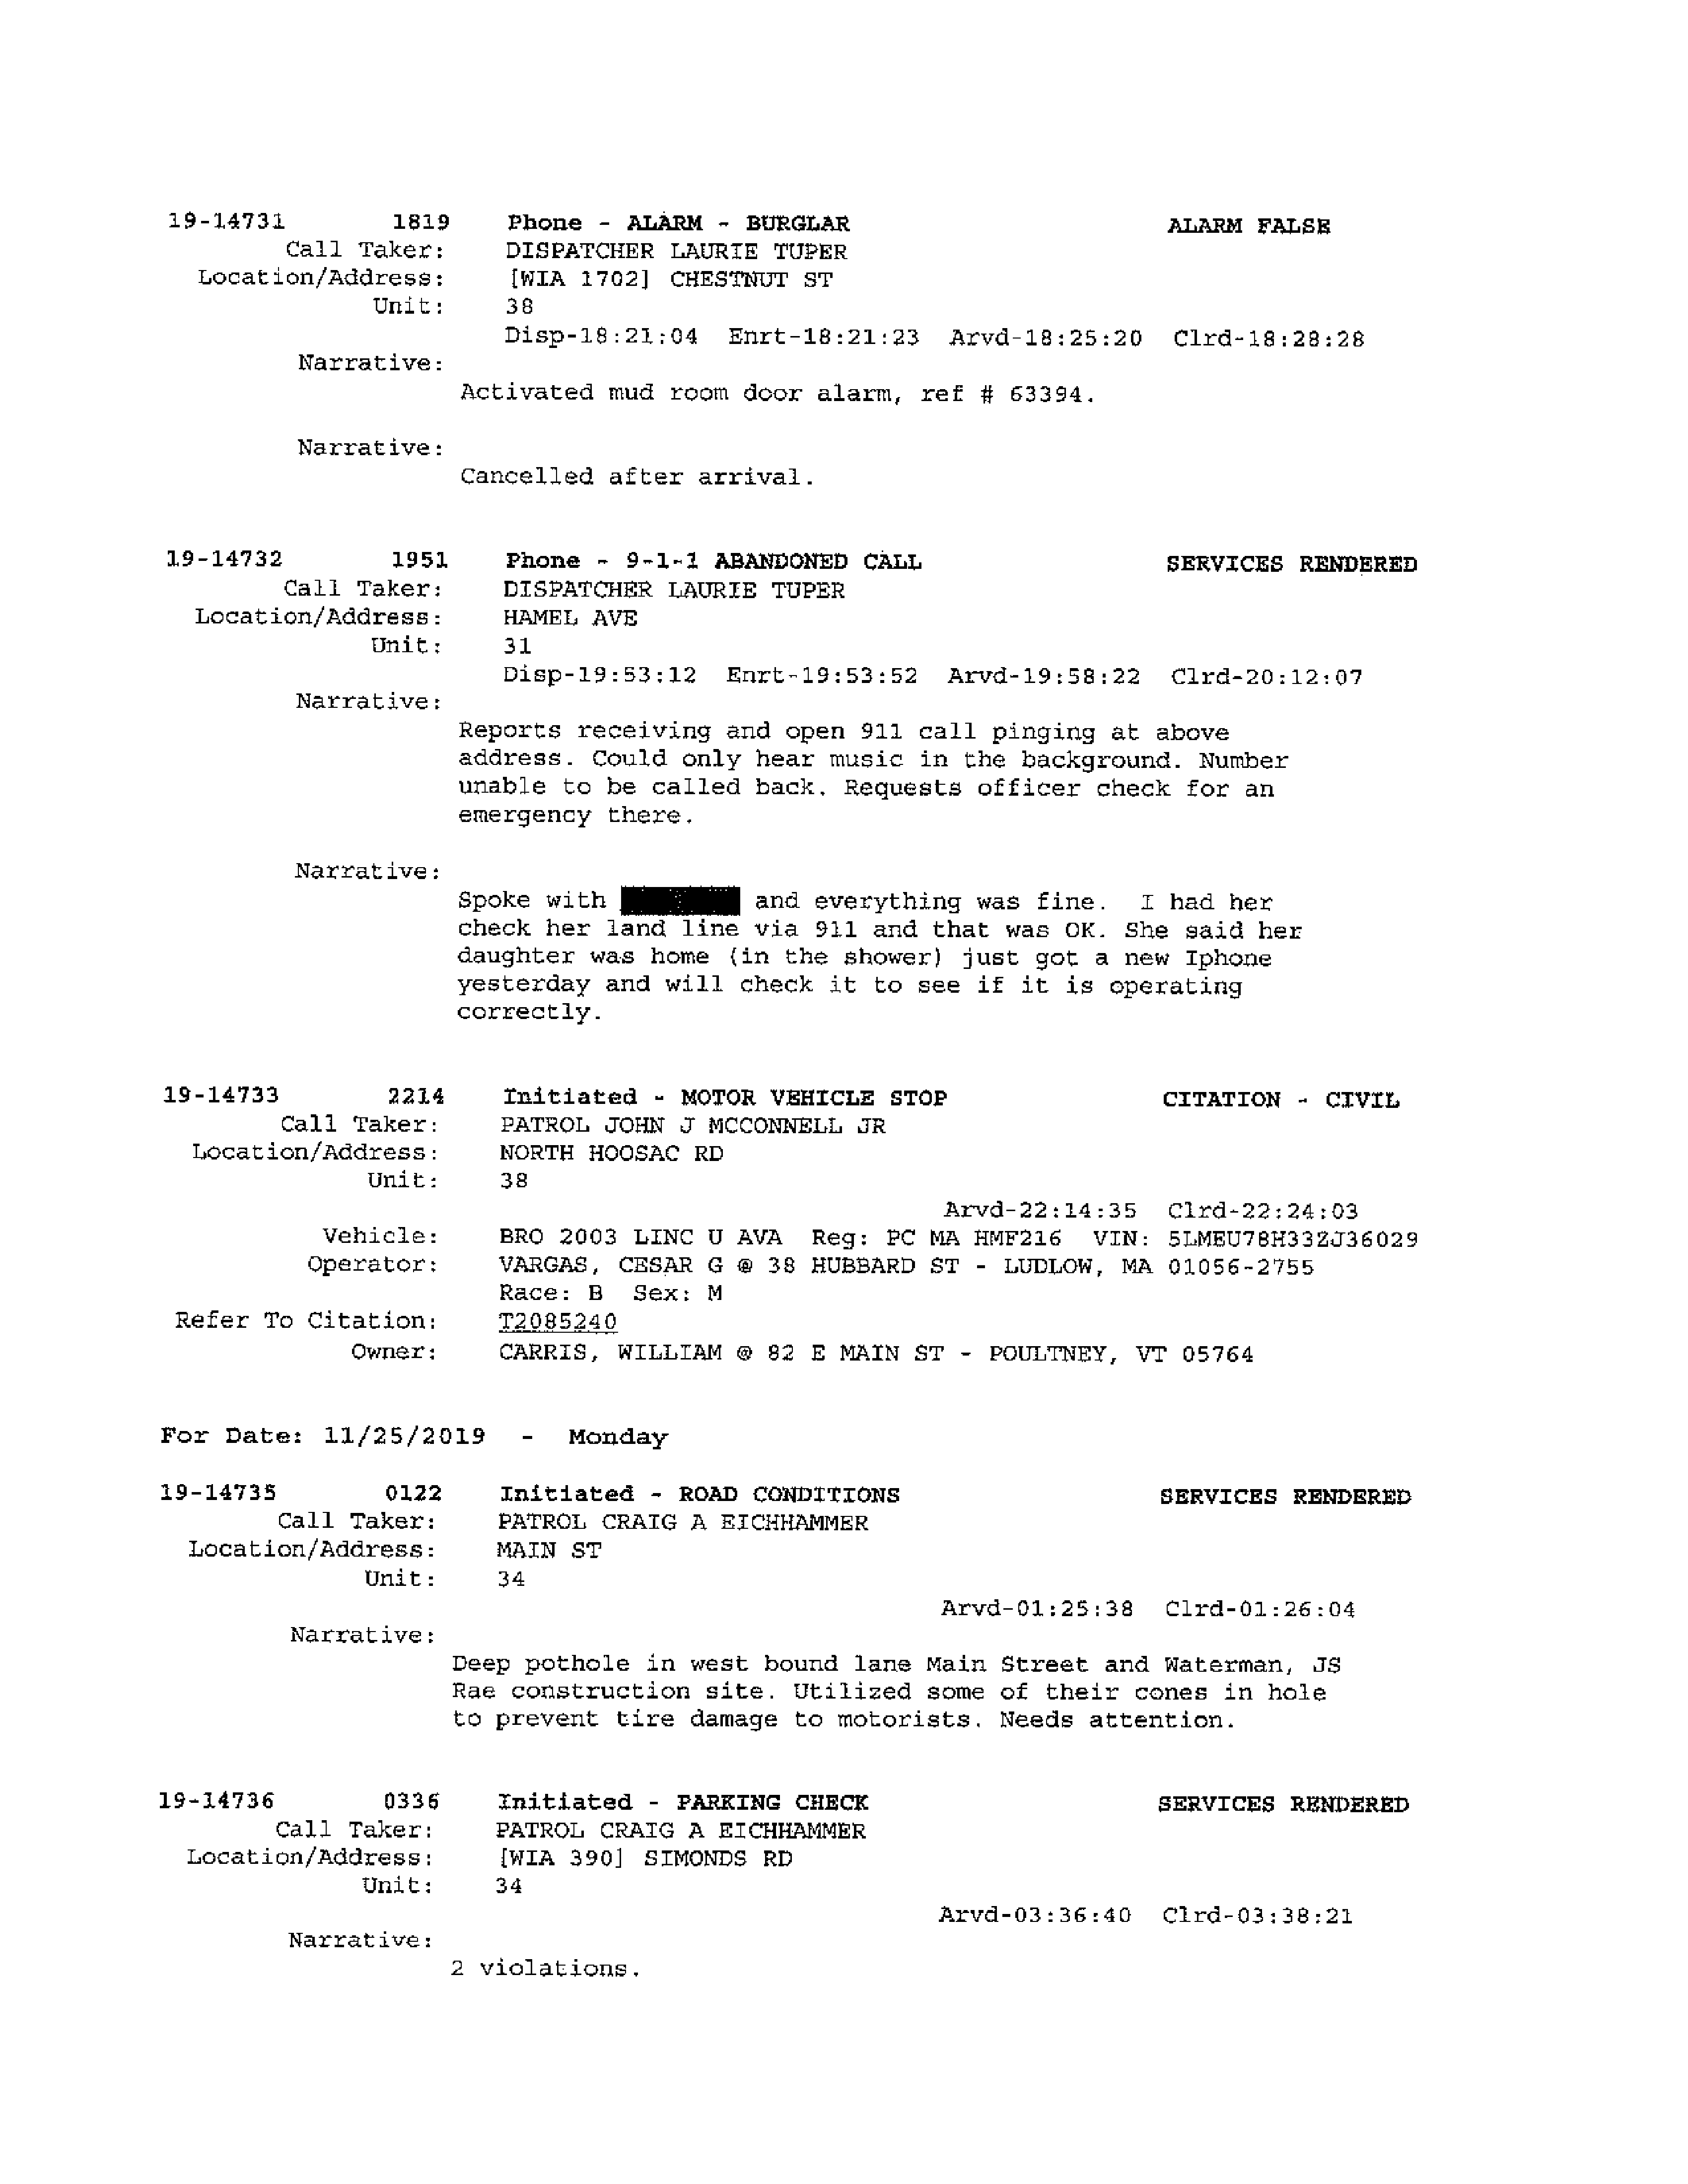 19-14731 1819 Phone - ALARM - BURGLAR ALARM FALSE
Call Taker: DISPATCHER LAURIE TUPER
Location/Address: [WIA 1702] CHESTNUT ST
Unit: 38
Disp-18:21:04 Enrt-18:21:23 Arvd-18:25:20 Clrd-18:28:28
Narrative:
Activated mud room door alarm, ref # 63394.
Narrative:
Cancelled after arrival.
19-14732 1951 Phone - 9-1-1 ABANDONED CALL SERVICES RENDERED
Call Taker: DISPATCHER LAURIE TUPER
Location/Address: HAMEL AVE
Unit: 31
Disp-19:53:12 Enrt-19:53:52 Arvd-19:58:22 Clrd-20:12:07
Narrative:
Reports receiving and open 911 call pinging at above
address. Could only hear music in the background. Number
unable to be called back. Requests officer check for an
emergency there.
Narrative:
Spoke with and everything was fine. I had her
check her land line via 911 and that was OK. She said her
daughter was home (in the shower) just got a new Iphone
yesterday and will check it to see if it is operating
correctly.
19-14733 2214 Initiated - MOTOR VEHICLE STOP CITATION - CIVIL
Call Taker: PATROL JOHN J MCCONNELL JR
Location/Address: NORTH HOOSAC RD
Unit: 38
Arvd-22:14:35 Clrd-22:24:03
Vehicle: BRO 2003 LINC U AVA Reg: PC MA HMF216 VIN: 5LMEU78H33ZJ36029
Operator: VARGAS, CESAR G @ 38 HUBBARD ST - LUDLOW, MA 01056-2755
Race: B Sex: M
Refer To Citation: T2085240
Owner: CARRIS, WILLIAM @ 82 E MAIN ST - POULTNEY, VT 05764
For Date: 11/25/2019 - Monday
19-14735 0122 Initiated - ROAD CONDITIONS SERVICES RENDERED
Call Taker: PATROL CRAIG A EICHHAMMER
Location/Address: MAIN ST
Unit: 34
Arvd-01:25:38 Clrd-01:26:04
Narrative:
Deep pothole in west bound lane Main Street and Waterman, JS
Rae construction site. Utilized some of their cones in hole
to prevent tire damage to motorists. Needs attention.
19-14736 0336 Initiated - PARKING CHECK SERVICES RENDERED
Call Taker: PATROL CRAIG A EICHHAMMER
Location/Address: [WIA 390] SIMONDS RD
Unit: 34
Arvd-03:36:40 Clrd-03:38:21
Narrative:
2 violations.